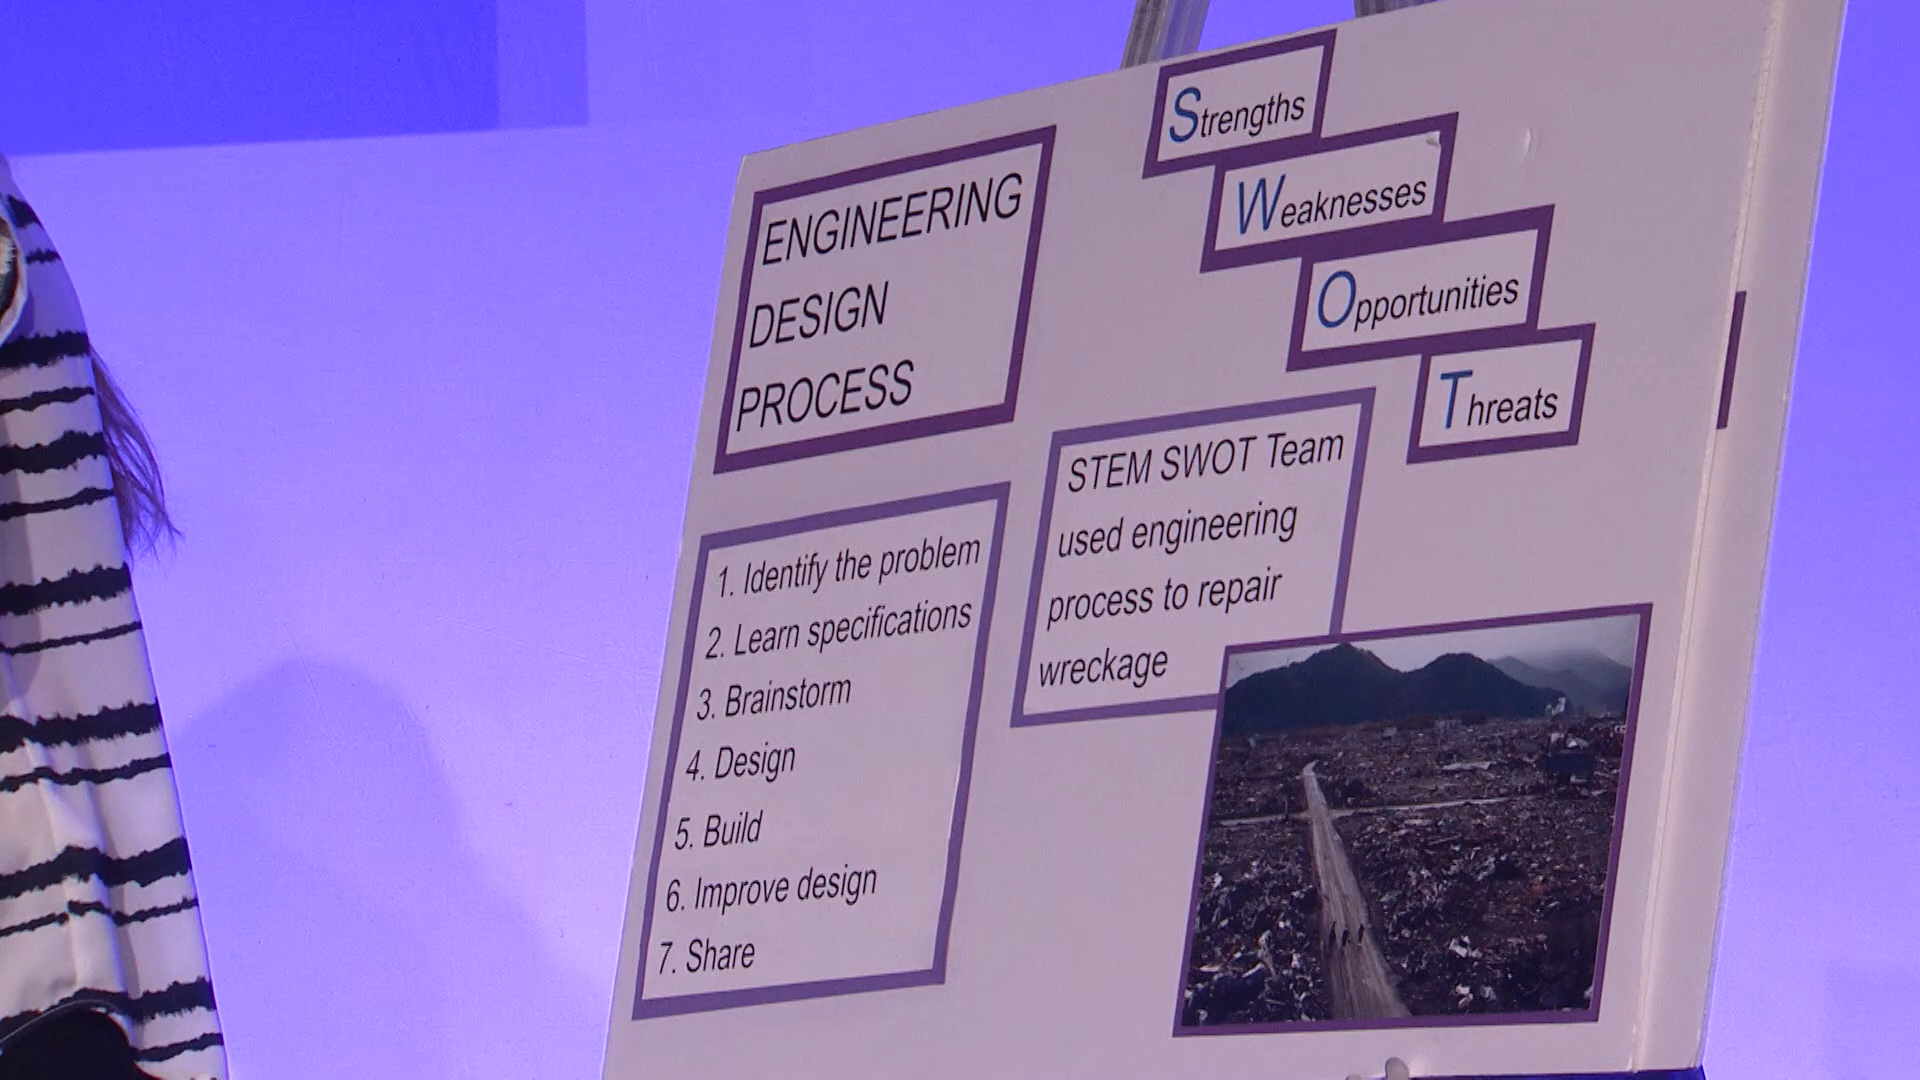 ENGINEERING
DESIGN
PROCESS
1. Identify the problem
2. Learn specifications
3. Brainstorm
4. Design
5. Build
6. Improve design
7. Share
Strengths
Weaknesses
Opportunities
Threats
STEM SWOT Team
used engineering
process to repair
wreckage